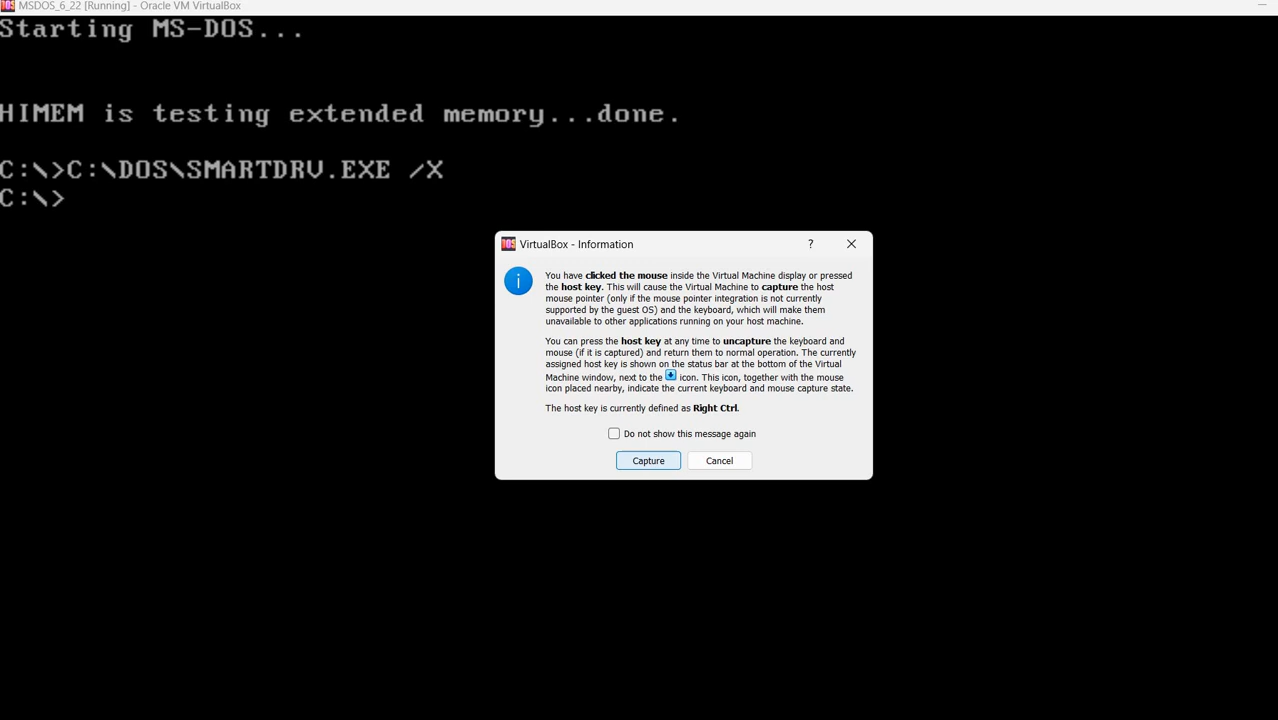 MSDOS_6_22 [Running] - Oracle VM VirtualBox
Starting MS-DOS...
HIMEM is testing extended memory...done.
C:\>C:\DOS\SMARTDRV.EXE /X
C:\>
VirtualBox - Information
You have clicked the mouse inside the Virtual Machine display or pressed
the host key. This will cause the Virtual Machine to capture the host
mouse pointer (only if the mouse pointer integration is not currently
supported by the guest OS) and the keyboard, which will make them
unavailable to other applications running on your host machine.
You can press the host key at any time to uncapture the keyboard and
mouse (if it is captured) and return them to normal operation. The currently
assigned host key is shown on the status bar at the bottom of the Virtual
Machine window, next to the icon. This icon, together with the mouse
icon placed nearby, indicate the current keyboard and mouse capture state.
The host key is currently defined as Right Ctrl.
Do not show this message again
Capture Cancel